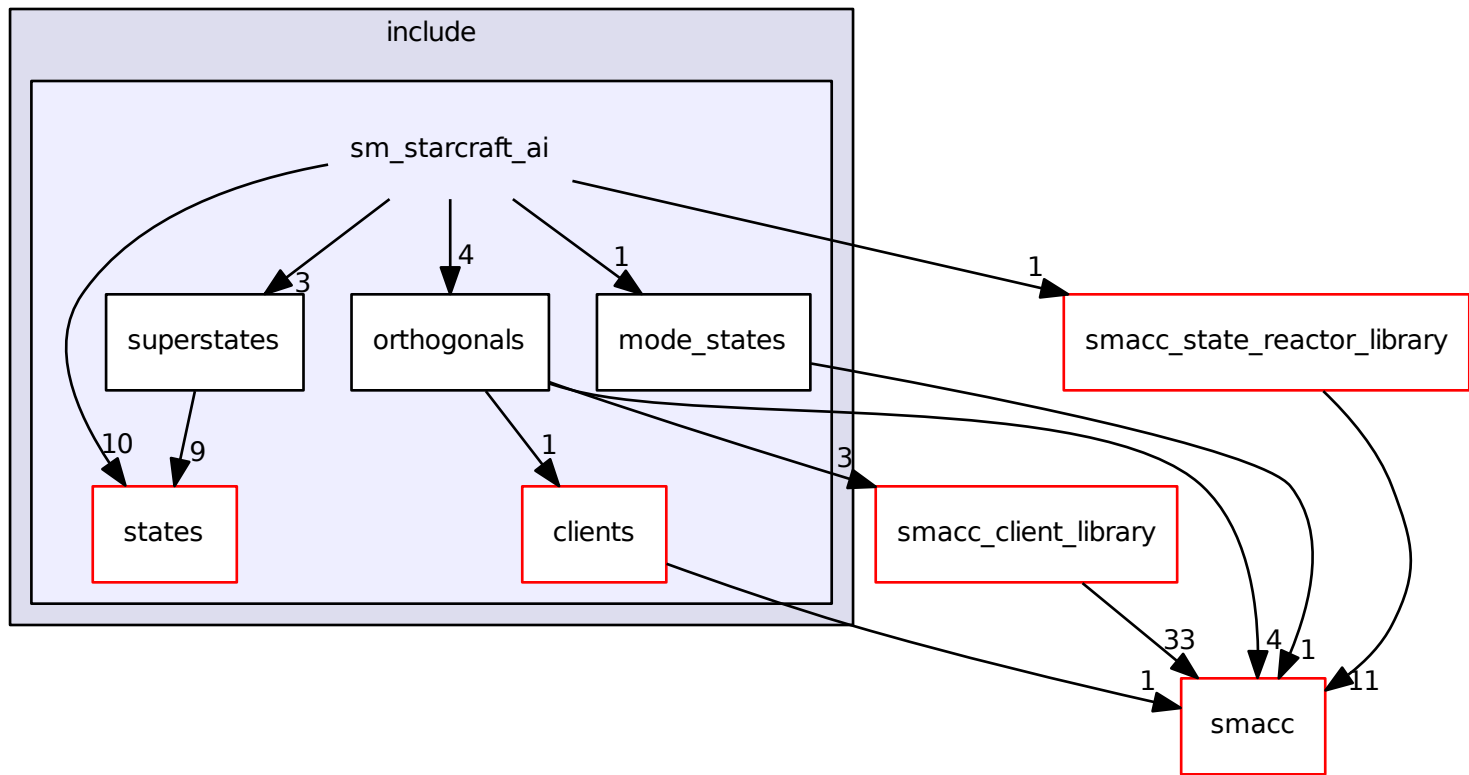 include
sm_starcraft_ai
1
1
4
3
superstates
orthogonals
mode_states
smacc_state_reactor_library
10
9
1
3
states
clients
smacc_client_library
33
4
1
1
11
smacc